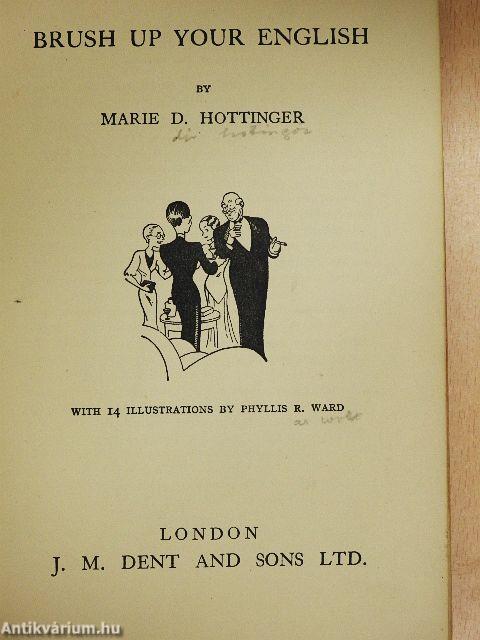 BRUSH UP YOUR ENGLISH
BY
MARIE D. HOTTINGER
WITH 14 ILLUSTRATIONS BY PHYLLIS R. WARD
LONDON
J. M. DENT AND SONS LTD.
Antikvárium.hu